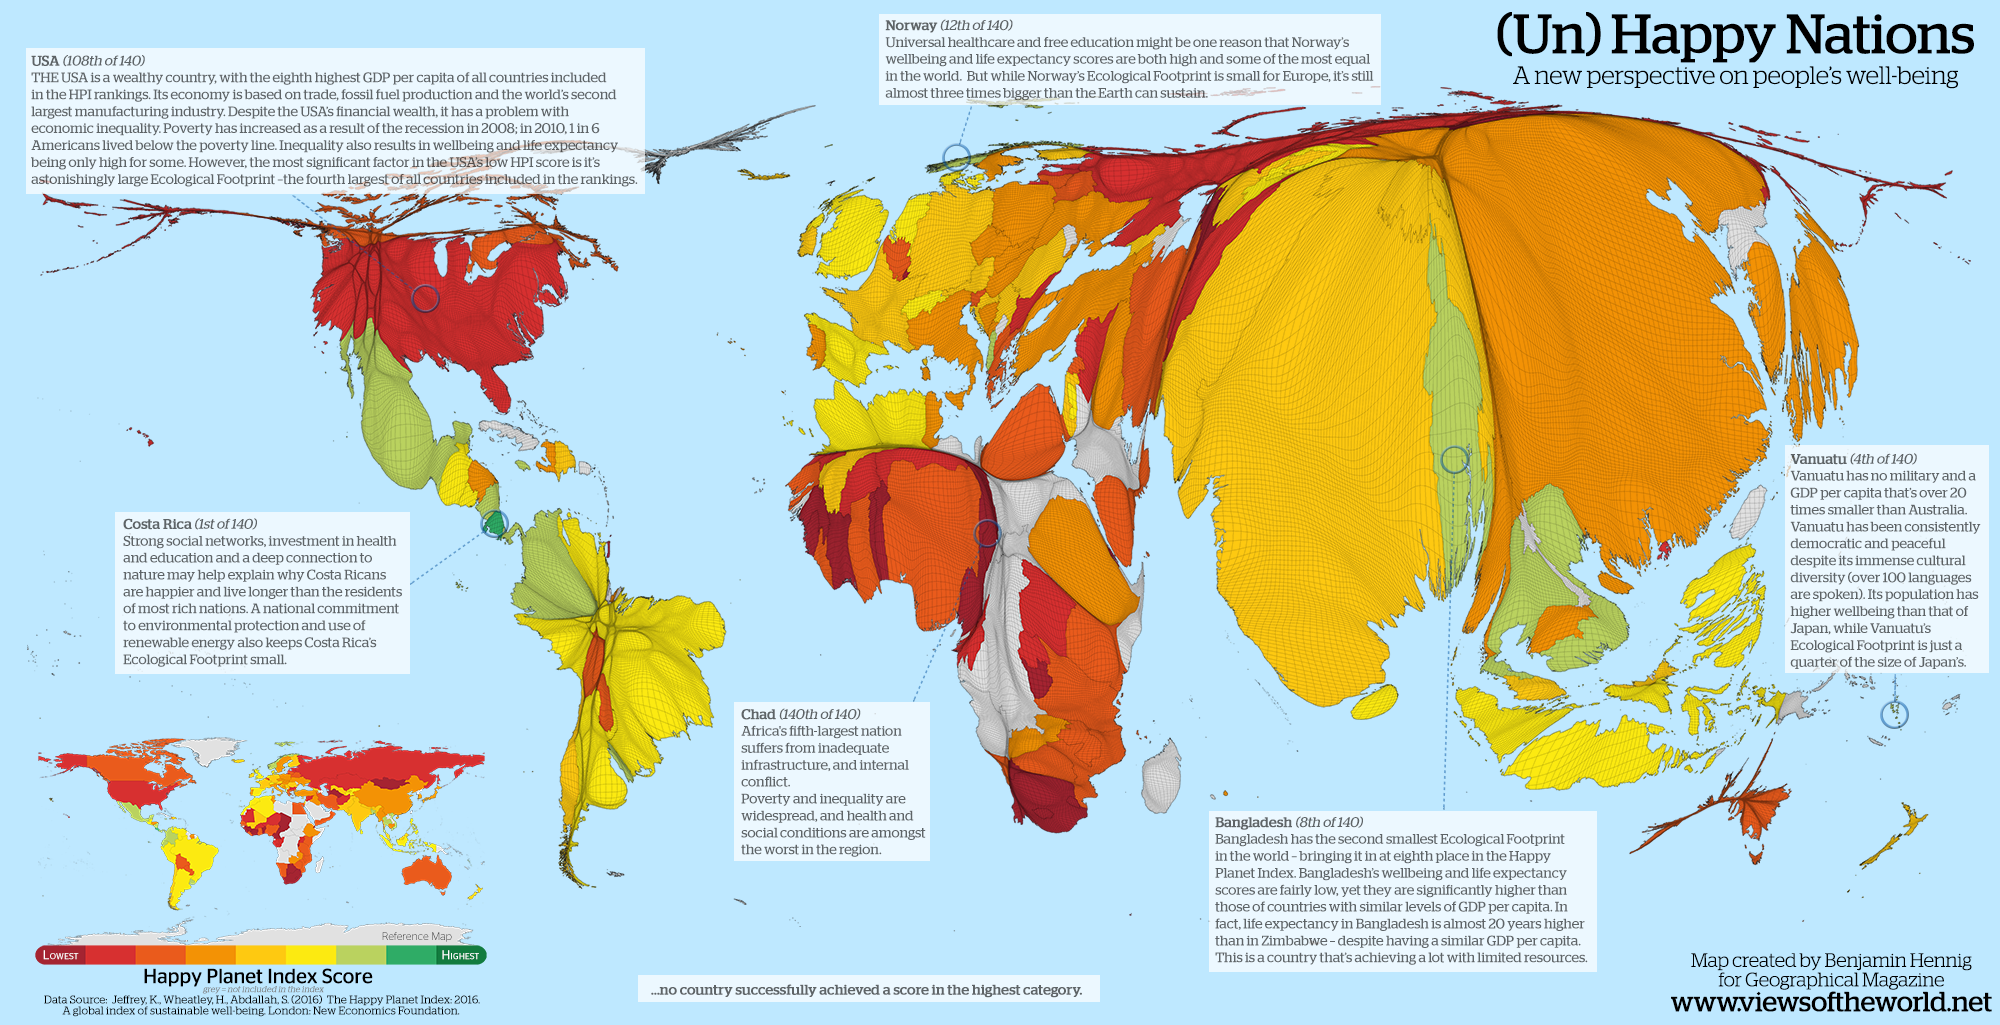 (Un) Happy Nations
A new perspective on people's well-being
USA (108th of 140)
THE USA is a wealthy country, with the eighth highest GDP per capita of all countries included
in the HPI rankings. Its economy is based on trade, fossil fuel production and the world's second
largest manufacturing industry. Despite the USA's financial wealth, it has a problem with
economic inequality. Poverty has increased as a result of the recession in 2008; in 2010, 1 in 6
Americans lived below the poverty line. Inequality also results in wellbeing and life expectancy
being only high for some. However, the most significant factor in the USA's low HPI score is it's
astonishingly large Ecological Footprint –the fourth largest of all countries included in the rankings.
Norway (12th of 140)
Universal healthcare and free education might be one reason that Norway's
wellbeing and life expectancy scores are both high and some of the most equal
in the world. But while Norway's Ecological Footprint is small for Europe, it's still
almost three times bigger than the Earth can sustain.
Vanuatu (4th of 140)
Vanuatu has no military and a
GDP per capita that's over 20
times smaller than Australia.
Vanuatu has been consistently
democratic and peaceful
despite its immense cultural
diversity (over 100 languages
are spoken). Its population has
higher wellbeing than that of
Japan, while Vanuatu's
Ecological Footprint is just a
quarter of the size of Japan's.
Costa Rica (1st of 140)
Strong social networks, investment in health
and education and a deep connection to
nature may help explain why Costa Ricans
are happier and live longer than the residents
of most rich nations. A national commitment
to environmental protection and use of
renewable energy also keeps Costa Rica's
Ecological Footprint small.
Chad (140th of 140)
Africa's fifth-largest nation
suffers from inadequate
infrastructure, and internal
conflict.
Poverty and inequality are
widespread, and health and
social conditions are amongst
the worst in the region.
Bangladesh (8th of 140)
Bangladesh has the second smallest Ecological Footprint
in the world – bringing it in at eighth place in the Happy
Planet Index. Bangladesh's wellbeing and life expectancy
scores are fairly low, yet they are significantly higher than
those of countries with similar levels of GDP per capita. In
fact, life expectancy in Bangladesh is almost 20 years higher
than in Zimbabwe – despite having a similar GDP per capita.
This is a country that's achieving a lot with limited resources.
Reference Map
LOWEST
HIGHEST
Happy Planet Index Score
grey = not included in the index
Data Source: Jeffrey, K., Wheatley, H., Abdallah, S. (2016) The Happy Planet Index: 2016.
A global index of sustainable well-being. London: New Economics Foundation.
...no country successfully achieved a score in the highest category.
Map created by Benjamin Hennig
for Geographical Magazine
www.viewsoftheworld.net